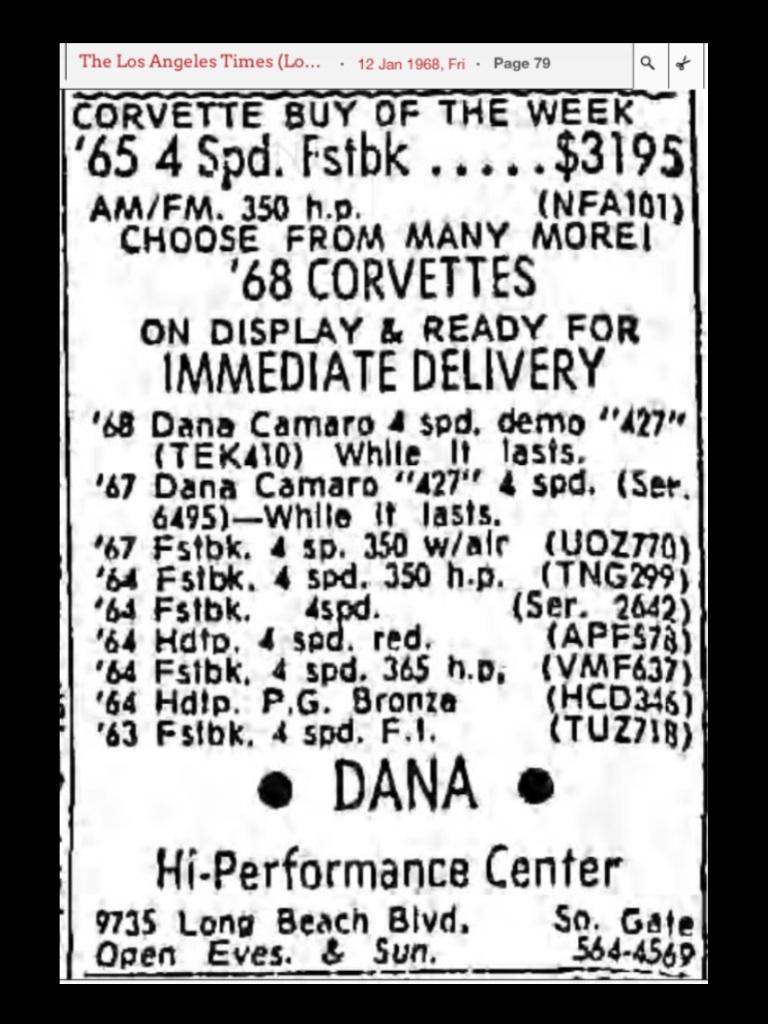 The Los Angeles Times (Lo... · 12 Jan 1968, Fri · Page 79
CORVETTE BUY OF THE WEEK
'65 4 Spd. Fstbk .....$3195
AM/FM. 350 h.p. (NFA101)
CHOOSE FROM MANY MORE!
'68 CORVETTES
ON DISPLAY & READY FOR
IMMEDIATE DELIVERY
'68 Dana Camaro 4 spd. demo "427"
(TEK410) While it lasts.
'67 Dana Camaro "427" 4 spd. (Ser.
6495)—While it lasts.
'67 Fstbk. 4 sp. 350 w/air (UOZ770)
'64 Fstbk. 4 spd. 350 h.p. (TNG299)
'64 Fstbk. 4spd. (Ser. 2642)
'64 Hdtp. 4 spd. red. (APF578)
'64 Fstbk. 4 spd. 365 h.p. (VMF637)
'64 Hdtp. P.G. Bronze (HCD346)
'63 Fstbk. 4 spd. F.I. (TUZ718)
● DANA ●
Hi-Performance Center
9735 Long Beach Blvd. So. Gate
Open Eves. & Sun. 564-4569